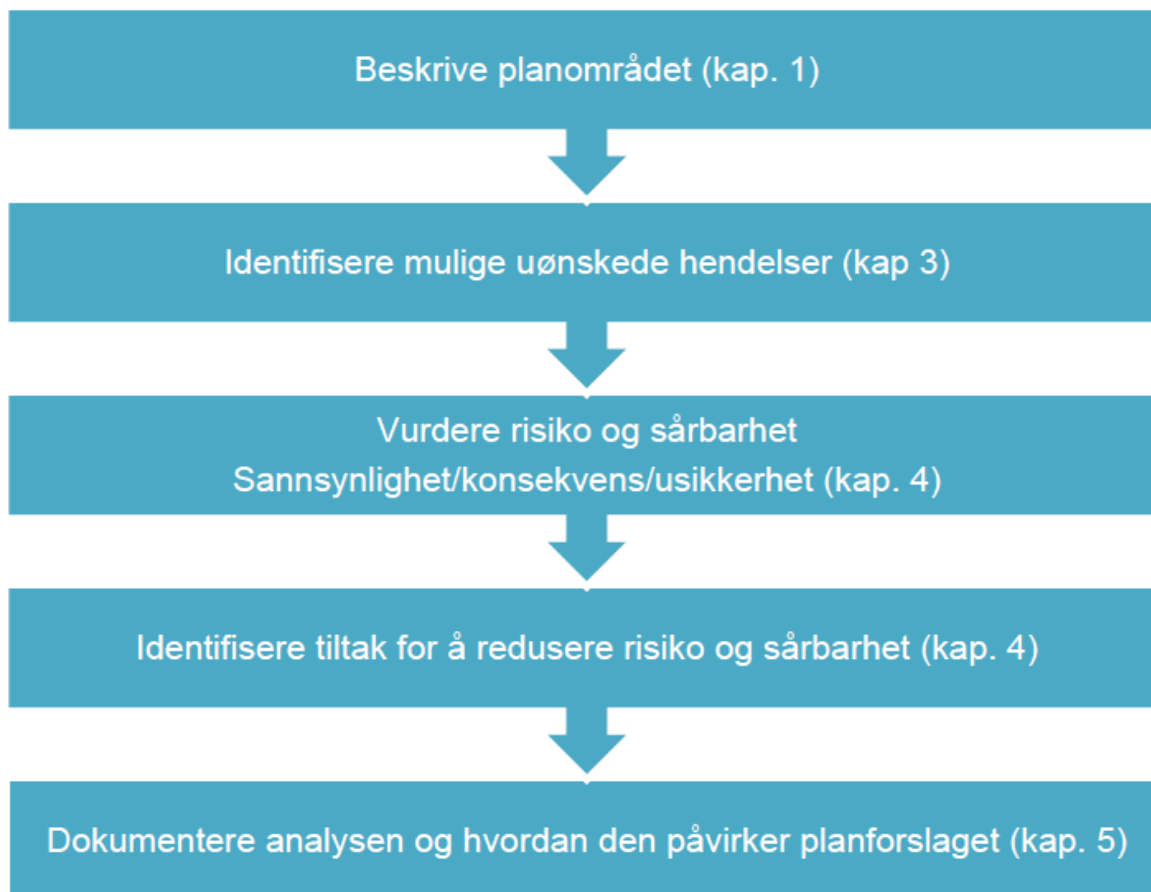 Beskrive planområdet (kap. 1)
Identifisere mulige uønskede hendelser (kap 3)
Vurdere risiko og sårbarhet
Sannsynlighet/konsekvens/usikkerhet (kap. 4)
Identifisere tiltak for å redusere risiko og sårbarhet (kap. 4)
Dokumentere analysen og hvordan den påvirker planforslaget (kap. 5)